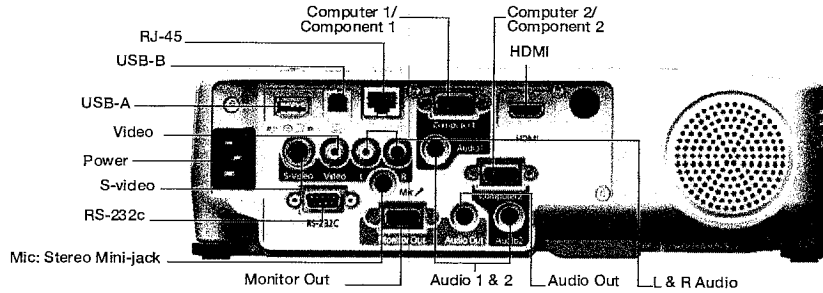 Computer 1/
Component 1
Computer 2/
Component 2
RJ-45
HDMI
USB-B
USB-A
Video
Power
S-video
RS-232c
Mic: Stereo Mini-jack
Monitor Out
Audio 1 & 2
Audio Out
L & R Audio
Computer1
HDMI
Audio1
S-Video Video L R
Mic
RS-232C
Monitor Out
Audio Out
Audio2